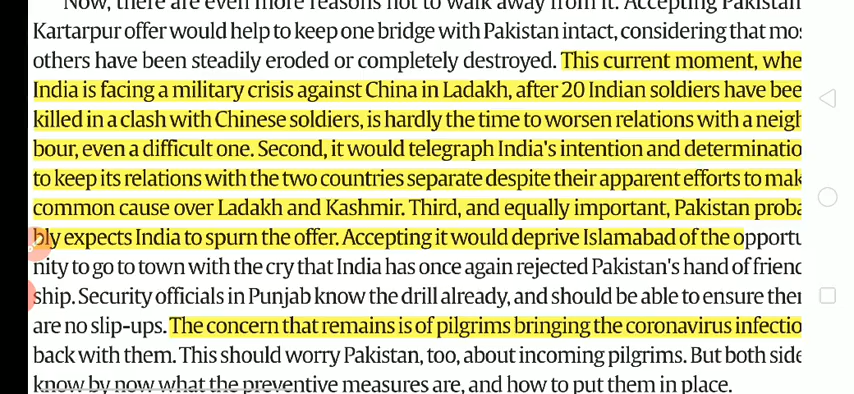 Now, there are even more reasons not to walk away from it. Accepting Pakistan
Kartarpur offer would help to keep one bridge with Pakistan intact, considering that mos
others have been steadily eroded or completely destroyed. This current moment, whe
India is facing a military crisis against China in Ladakh, after 20 Indian soldiers have bee
killed in a clash with Chinese soldiers, is hardly the time to worsen relations with a neigh
bour, even a difficult one. Second, it would telegraph India's intention and determinatio
to keep its relations with the two countries separate despite their apparent efforts to mak
common cause over Ladakh and Kashmir. Third, and equally important, Pakistan proba
bly expects India to spurn the offer. Accepting it would deprive Islamabad of the opportu
nity to go to town with the cry that India has once again rejected Pakistan's hand of friend
ship. Security officials in Punjab know the drill already, and should be able to ensure ther
are no slip-ups. The concern that remains is of pilgrims bringing the coronavirus infectio
back with them. This should worry Pakistan, too, about incoming pilgrims. But both side
know by now what the preventive measures are, and how to put them in place.